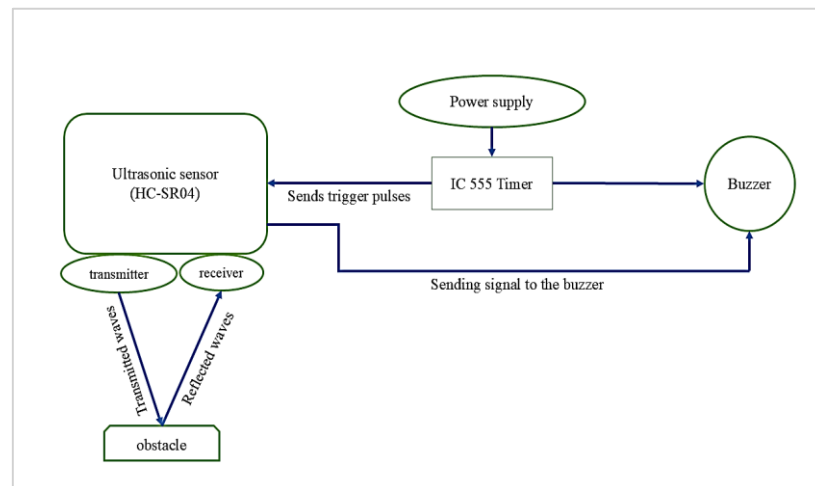 Power supply
Ultrasonic sensor
(HC-SR04)
IC 555 Timer
Buzzer
Sends trigger pulses
transmitter
receiver
Sending signal to the buzzer
Transmitted waves
Reflected waves
obstacle